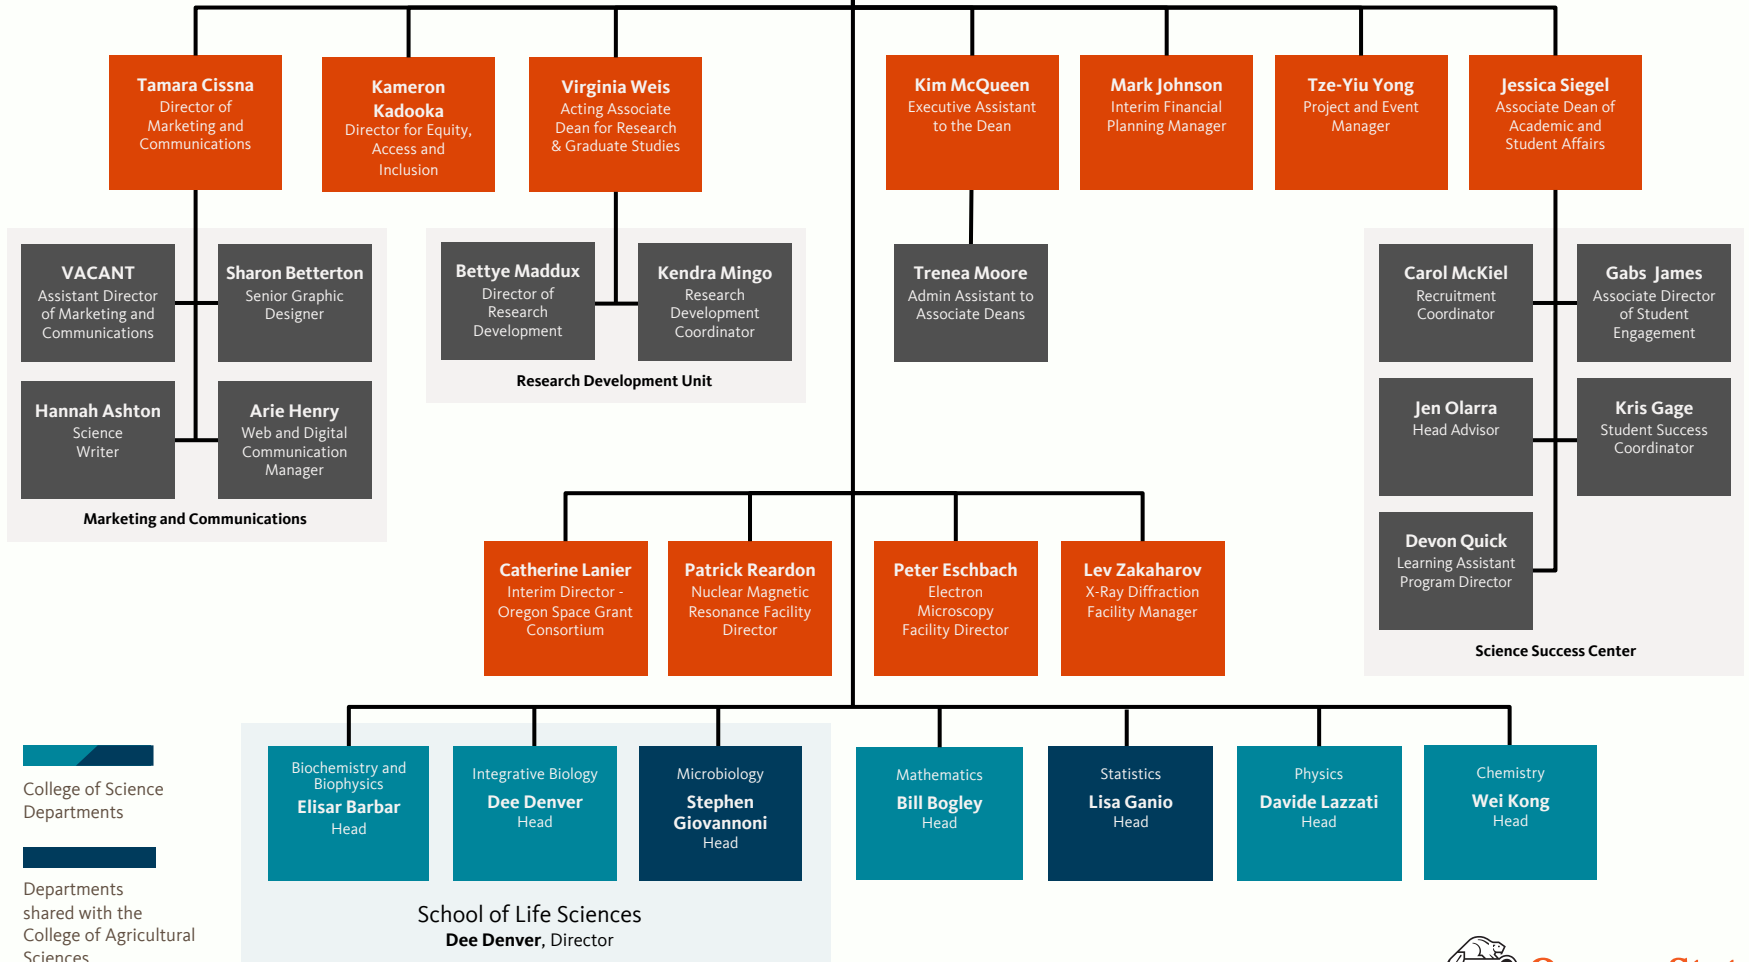 Tamara Cissna
Director of
Marketing and
Communications
Kameron
Kadooka
Director for Equity,
Access and
Inclusion
Virginia Weis
Acting Associate
Dean for Research
& Graduate Studies
Kim McQueen
Executive Assistant
to the Dean
Mark Johnson
Interim Financial
Planning Manager
Tze-Yiu Yong
Project and Event
Manager
Jessica Siegel
Associate Dean of
Academic and
Student Affairs
VACANT
Assistant Director
of Marketing and
Communications
Sharon Betterton
Senior Graphic
Designer
Hannah Ashton
Science
Writer
Arie Henry
Web and Digital
Communication
Manager
Marketing and Communications
Bettye Maddux
Director of
Research
Development
Kendra Mingo
Research
Development
Coordinator
Research Development Unit
Trenea Moore
Admin Assistant to
Associate Deans
Carol McKiel
Recruitment
Coordinator
Gabs James
Associate Director
of Student
Engagement
Jen Olarra
Head Advisor
Kris Gage
Student Success
Coordinator
Devon Quick
Learning Assistant
Program Director
Science Success Center
Catherine Lanier
Interim Director -
Oregon Space Grant
Consortium
Patrick Reardon
Nuclear Magnetic
Resonance Facility
Director
Peter Eschbach
Electron
Microscopy
Facility Director
Lev Zakaharov
X-Ray Diffraction
Facility Manager
College of Science
Departments
Departments
shared with the
College of Agricultural
Sciences
Biochemistry and
Biophysics
Elisar Barbar
Head
Integrative Biology
Dee Denver
Head
Microbiology
Stephen
Giovannoni
Head
School of Life Sciences
Dee Denver, Director
Mathematics
Bill Bogley
Head
Statistics
Lisa Ganio
Head
Physics
Davide Lazzati
Head
Chemistry
Wei Kong
Head